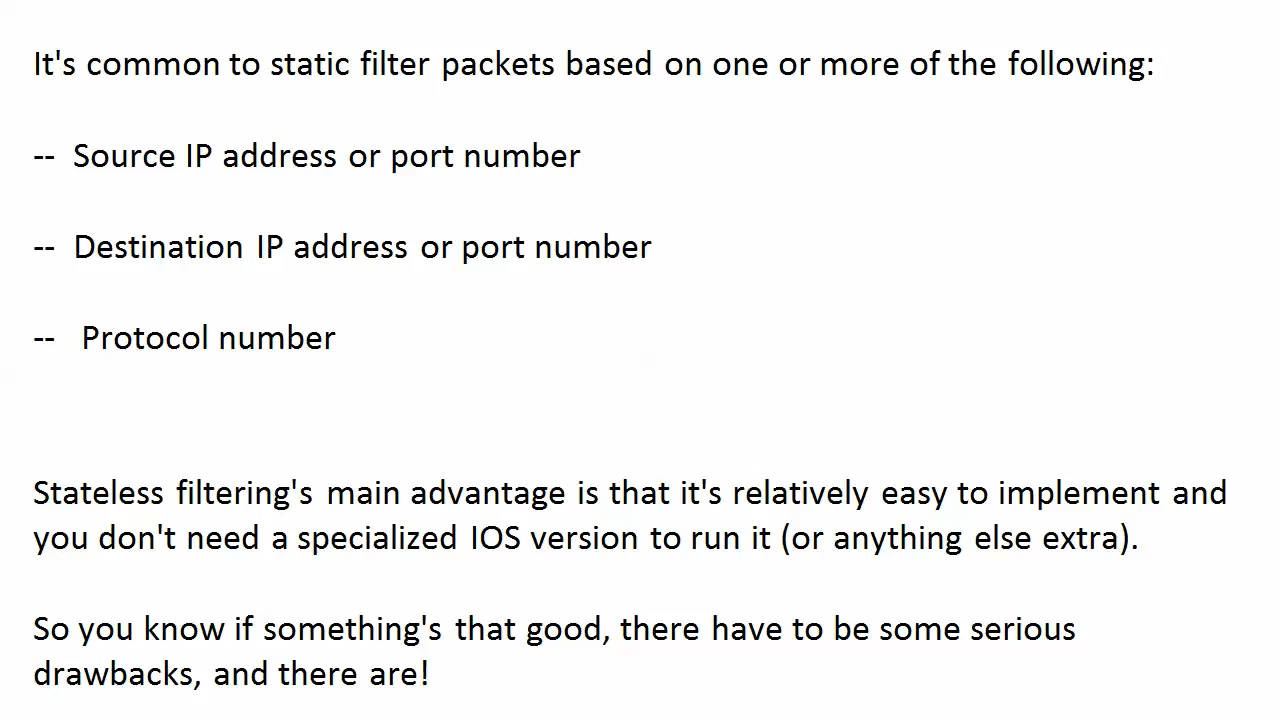 It's common to static filter packets based on one or more of the following:
-- Source IP address or port number
-- Destination IP address or port number
-- Protocol number
Stateless filtering's main advantage is that it's relatively easy to implement and
you don't need a specialized IOS version to run it (or anything else extra).
So you know if something's that good, there have to be some serious
drawbacks, and there are!